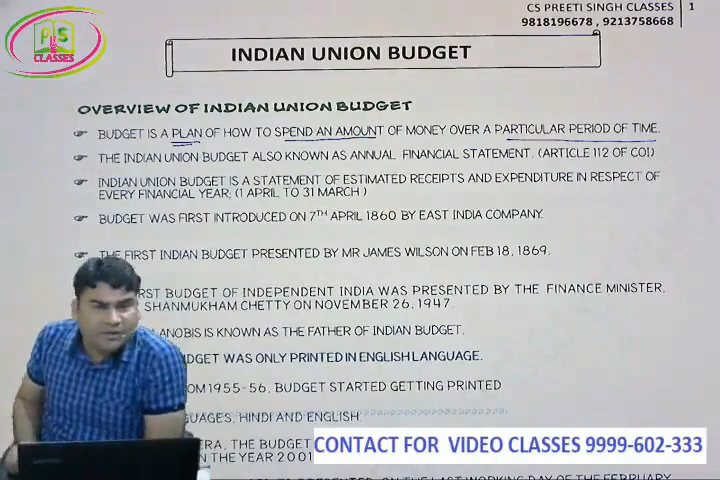 CS PREETI SINGH CLASSES
1
9818196678 , 9213758668
PS
CLASSES
INDIAN UNION BUDGET
OVERVIEW OF INDIAN UNION BUDGET
☞ BUDGET IS A PLAN OF HOW TO SPEND AN AMOUNT OF MONEY OVER A PARTICULAR PERIOD OF TIME.
☞ THE INDIAN UNION BUDGET ALSO KNOWN AS ANNUAL FINANCIAL STATEMENT. (ARTICLE 112 OF COI)
☞ INDIAN UNION BUDGET IS A STATEMENT OF ESTIMATED RECEIPTS AND EXPENDITURE IN RESPECT OF
EVERY FINANCIAL YEAR. (1 APRIL TO 31 MARCH )
☞ BUDGET WAS FIRST INTRODUCED ON 7TH APRIL 1860 BY EAST INDIA COMPANY.
☞ THE FIRST INDIAN BUDGET PRESENTED BY MR JAMES WILSON ON FEB 18, 1869.
RST BUDGET OF INDEPENDENT INDIA WAS PRESENTED BY THE FINANCE MINISTER,
SHANMUKHAM CHETTY ON NOVEMBER 26, 1947.
ANOBIS IS KNOWN AS THE FATHER OF INDIAN BUDGET.
DGET WAS ONLY PRINTED IN ENGLISH LANGUAGE.
OM 1955-56, BUDGET STARTED GETTING PRINTED
UAGES, HINDI AND ENGLISH.
ERA, THE BUDGET
N THE YEAR 2001
CONTACT FOR VIDEO CLASSES 9999-602-333
PRESENTED ON THE LAST WORKING DAY OF THE FEBRUARY